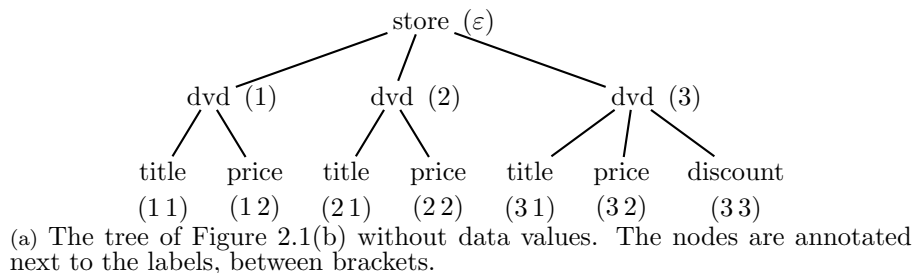 store (ε)
dvd (1) dvd (2) dvd (3)
title price title price title price discount
(1 1) (1 2) (2 1) (2 2) (3 1) (3 2) (3 3)
(a) The tree of Figure 2.1(b) without data values. The nodes are annotated
next to the labels, between brackets.